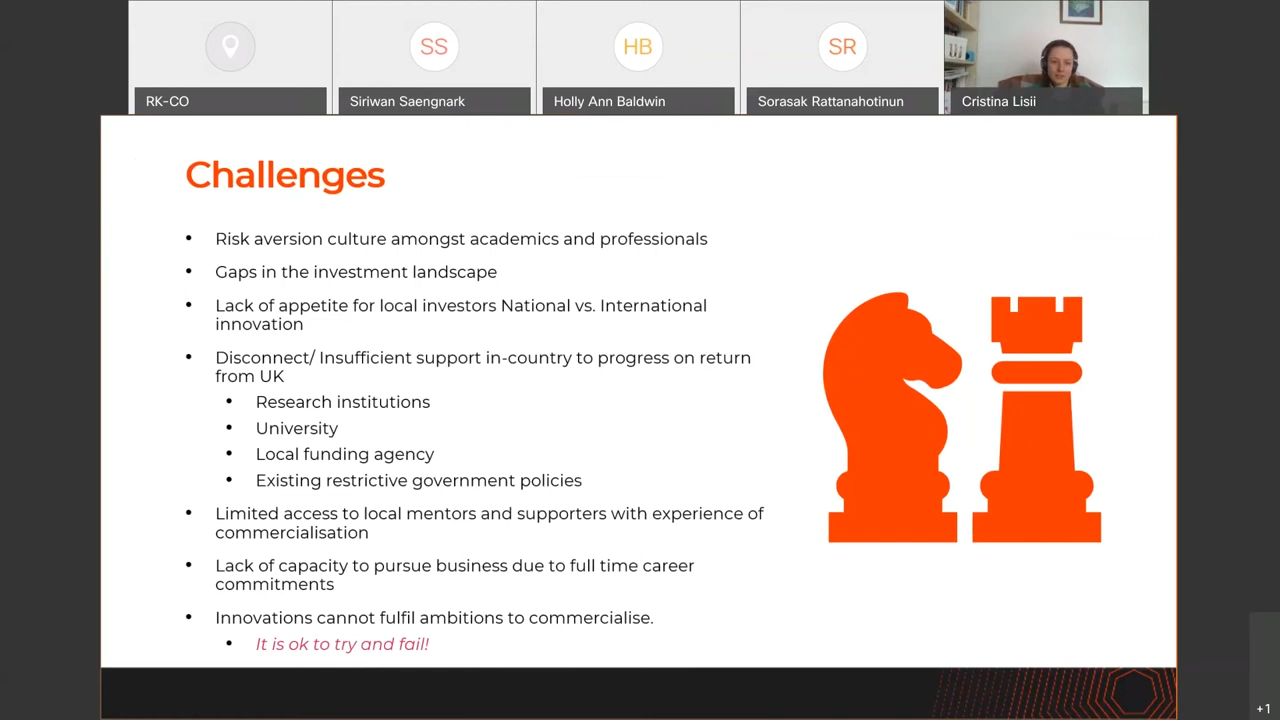 RK-CO
SS
Siriwan Saengnark
HB
Holly Ann Baldwin
SR
Sorasak Rattanahotinun
Cristina Lisii
Challenges
• Risk aversion culture amongst academics and professionals
• Gaps in the investment landscape
• Lack of appetite for local investors National vs. International
innovation
• Disconnect/ Insufficient support in-country to progress on return
from UK
• Research institutions
• University
• Local funding agency
• Existing restrictive government policies
• Limited access to local mentors and supporters with experience of
commercialisation
• Lack of capacity to pursue business due to full time career
commitments
• Innovations cannot fulfil ambitions to commercialise.
• It is ok to try and fail!
+1